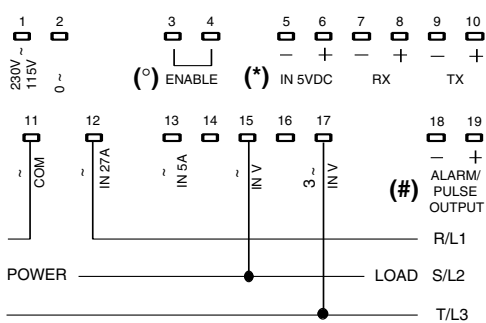 1 2 3 4 5 6 7 8 9 10
230V ~
115V
0 ~
(°) ENABLE
(*)
− + − + − +
IN 5VDC RX TX
11 12 13 14 15 16 17 18 19
~ COM
~ IN 27A
~ IN 5A
~ IN V
3 ~ IN V
− +
(#)
ALARM/
PULSE
OUTPUT
R/L1
POWER LOAD S/L2
T/L3